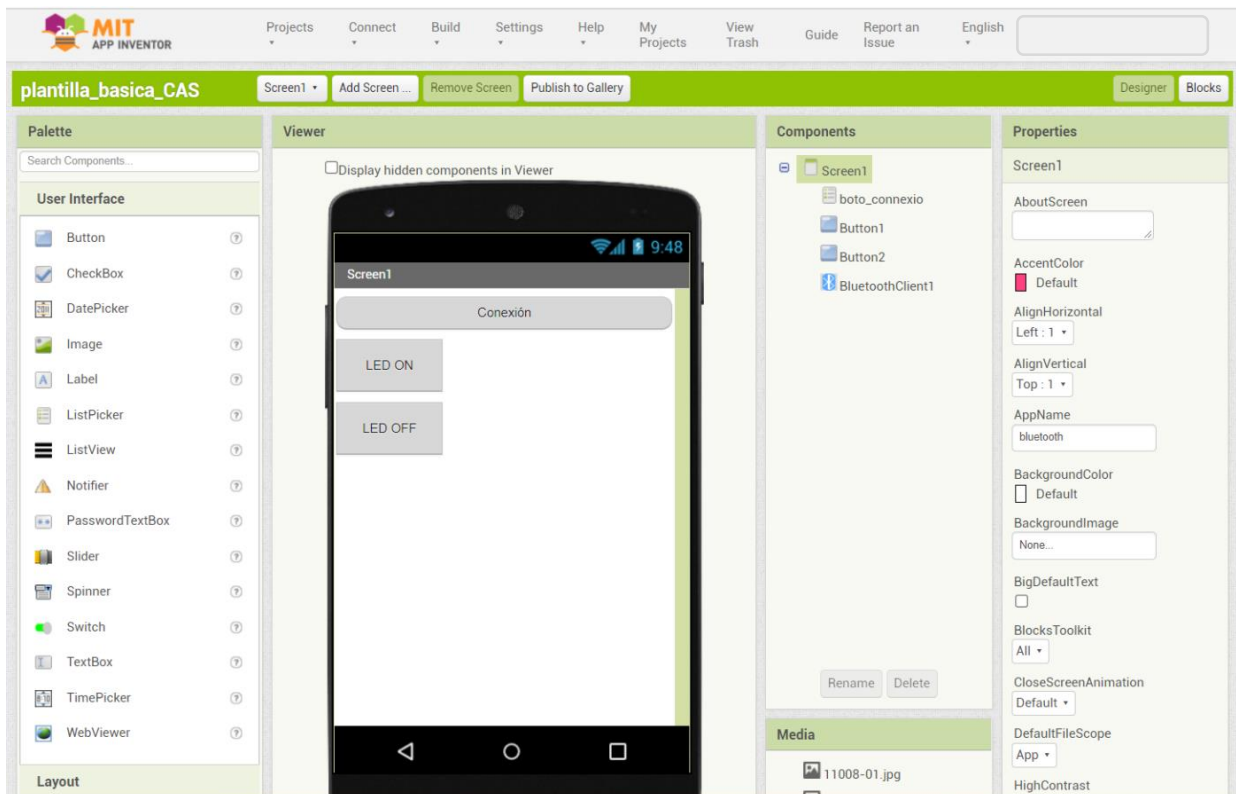 MIT
APP INVENTOR
Projects
Connect
Build
Settings
Help
My
Projects
View
Trash
Guide
Report an
Issue
English
plantilla_basica_CAS
Screen1
Add Screen ...
Remove Screen
Publish to Gallery
Designer
Blocks
Palette
Search Components...
User Interface
Button
CheckBox
DatePicker
Image
Label
ListPicker
ListView
Notifier
PasswordTextBox
Slider
Spinner
Switch
TextBox
TimePicker
WebViewer
Layout
Viewer
Display hidden components in Viewer
9:48
Screen1
Conexión
LED ON
LED OFF
Components
Screen1
boto_connexio
Button1
Button2
BluetoothClient1
Rename
Delete
Media
11008-01.jpg
Properties
Screen1
AboutScreen
AccentColor
Default
AlignHorizontal
Left : 1
AlignVertical
Top : 1
AppName
bluetooth
BackgroundColor
Default
BackgroundImage
None...
BigDefaultText
BlocksToolkit
All
CloseScreenAnimation
Default
DefaultFileScope
App
HighContrast